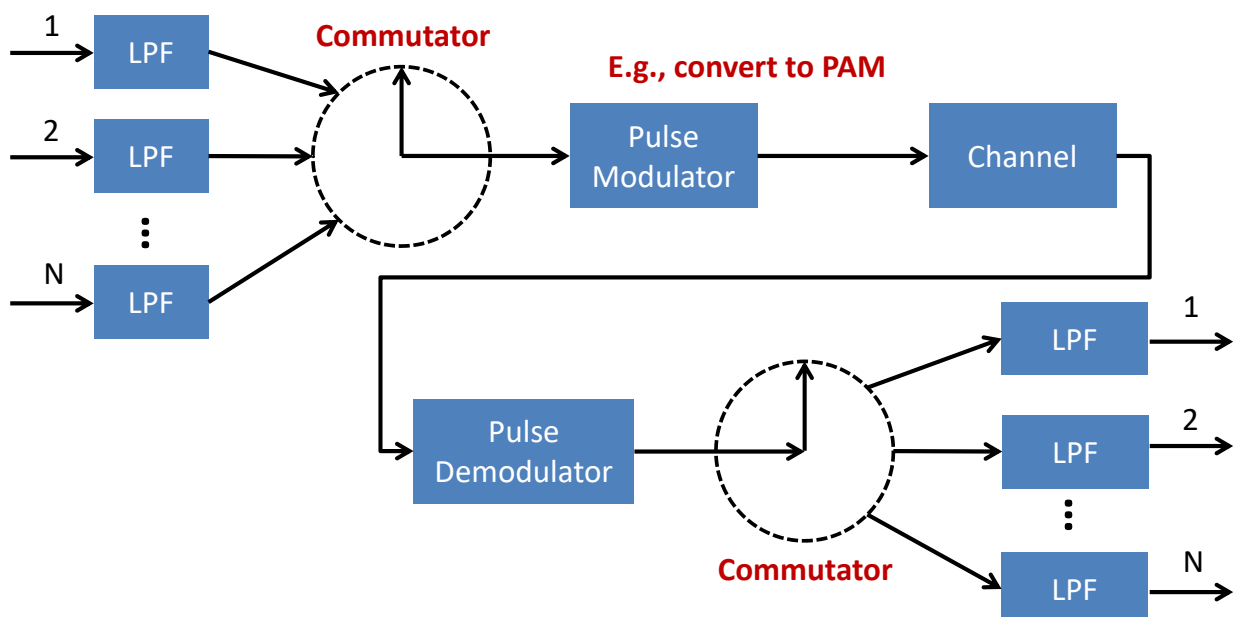 1
LPF
Commutator
E.g., convert to PAM
2
LPF
Pulse
Modulator
Channel
⋮
N
LPF
1
LPF
Pulse
Demodulator
2
LPF
⋮
Commutator
N
LPF